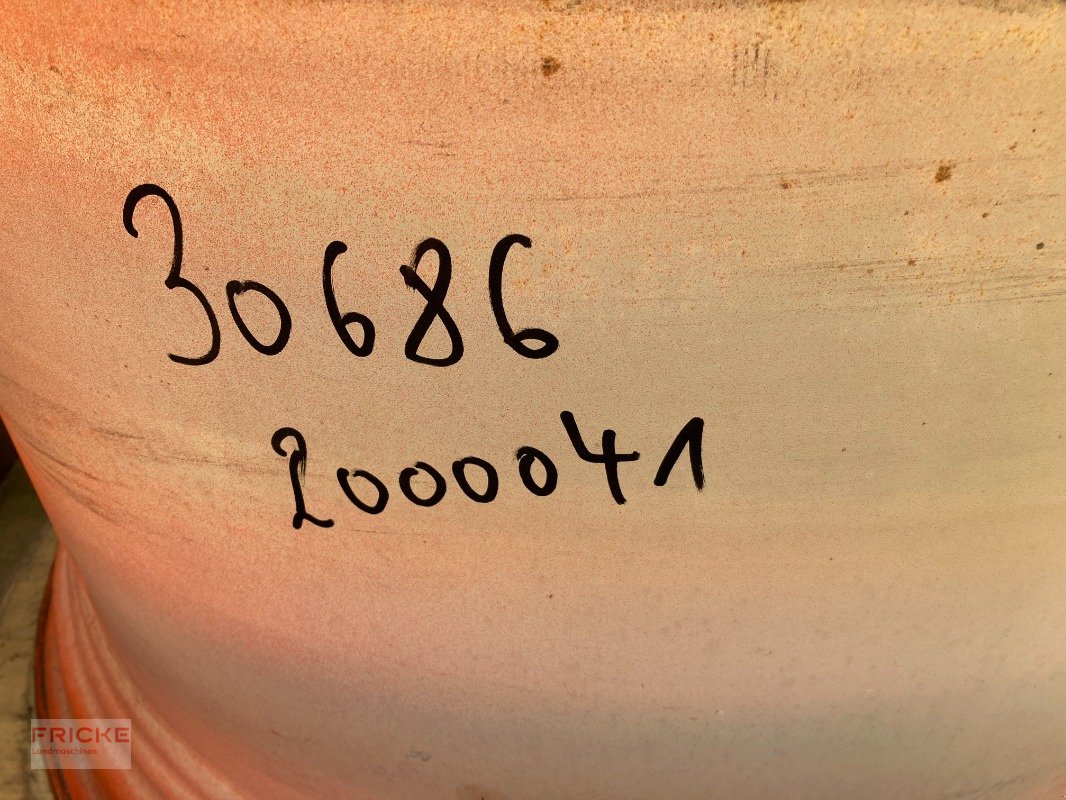 30686
2000041
FRICKE
Landmaschinen